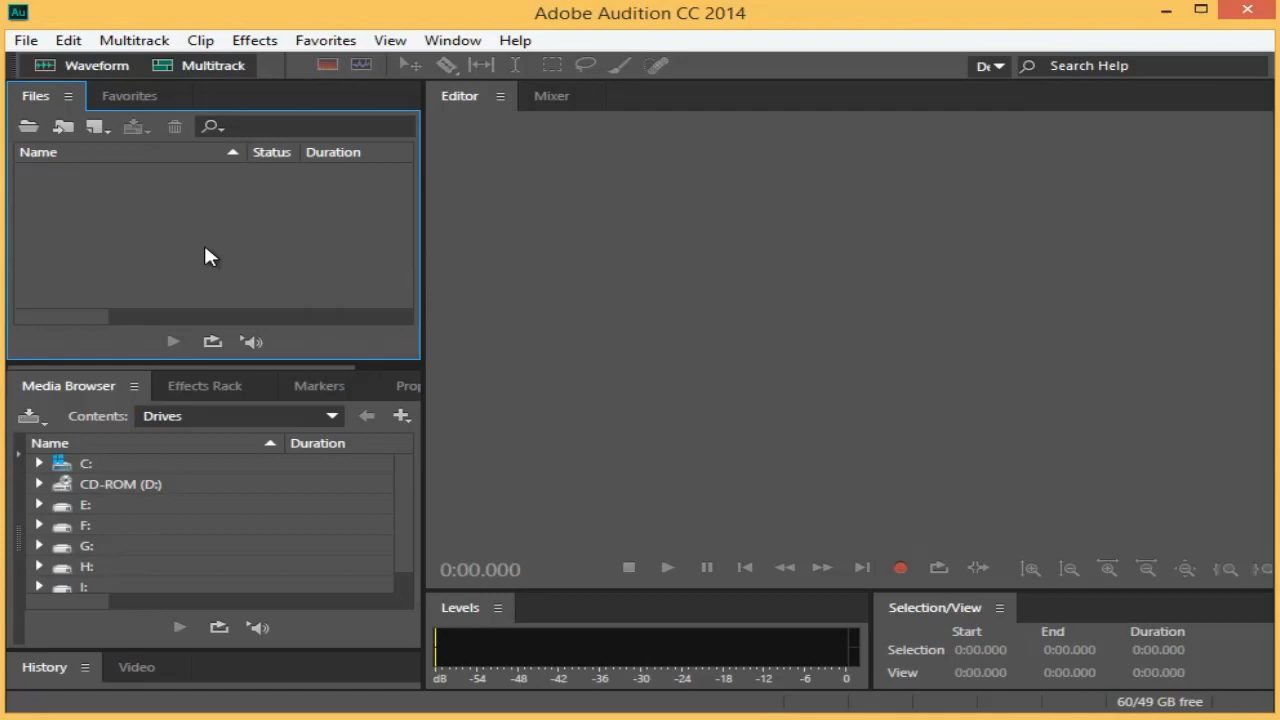 Au
Adobe Audition CC 2014
File Edit Multitrack Clip Effects Favorites View Window Help
Waveform Multitrack Search Help
Files Favorites Editor Mixer
Name Status Duration
Media Browser Effects Rack Markers
Contents: Drives
Name Duration
C:
CD-ROM (D:)
E:
F:
G:
H:
I:
0:00.000
Levels Selection/View
Start End Duration
Selection 0:00.000 0:00.000 0:00.000
View 0:00.000 0:00.000 0:00.000
dB -54 -48 -42 -36 -30 -24 -18 -12 -6 0
History Video
60/49 GB free